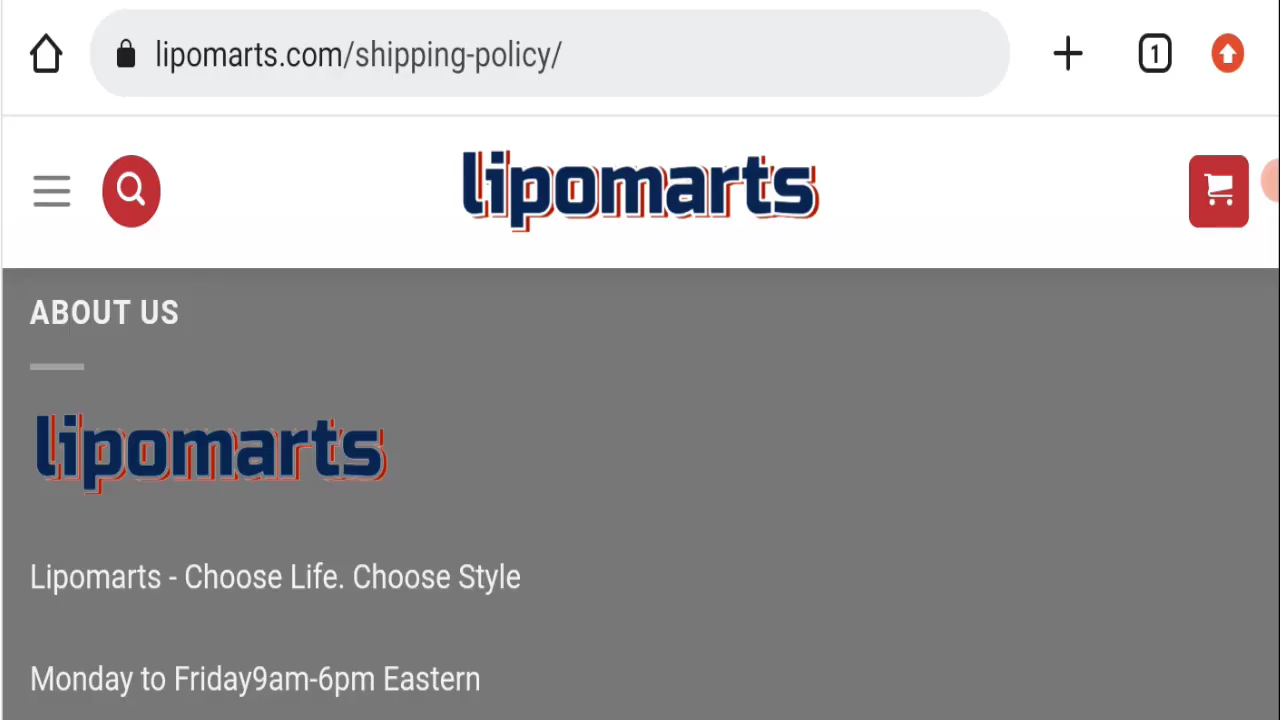 lipomarts.com/shipping-policy/
1
lipomarts
ABOUT US
lipomarts
Lipomarts - Choose Life. Choose Style
Monday to Friday9am-6pm Eastern